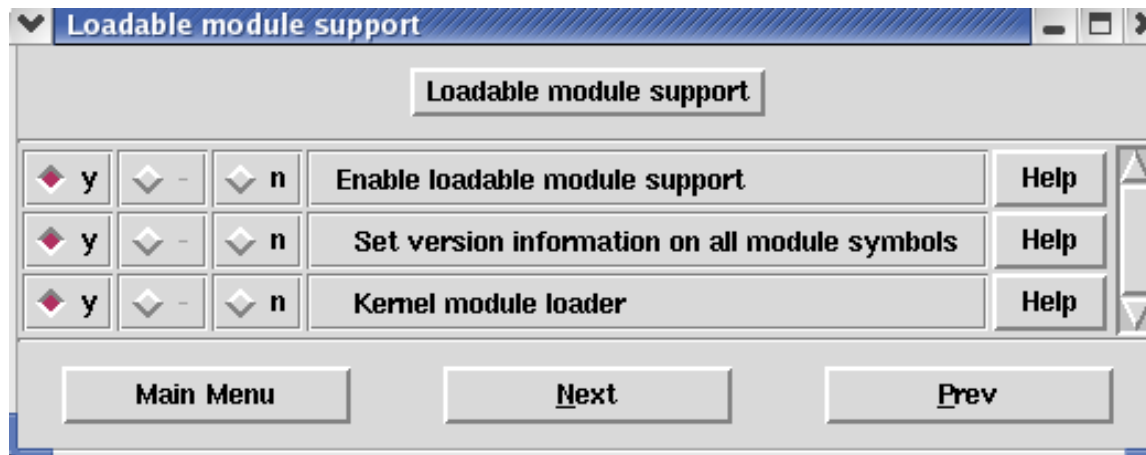 Loadable module support
Loadable module support
y - n Enable loadable module support Help
y - n Set version information on all module symbols Help
y - n Kernel module loader Help
Main Menu Next Prev